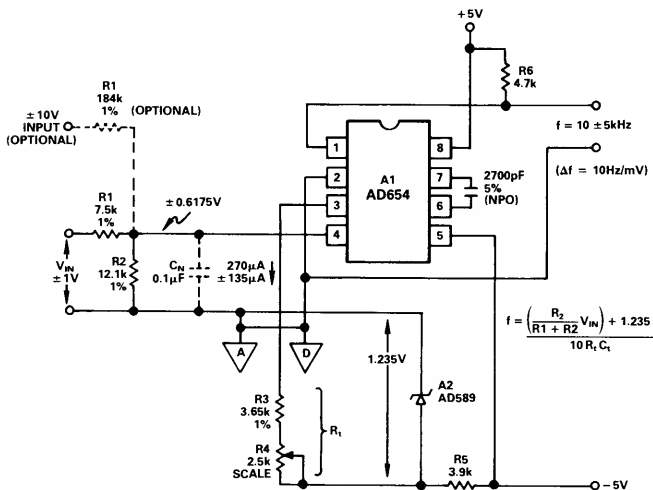 +5V
R6
4.7k
R1
184k
1%
(OPTIONAL)
± 10V
INPUT
(OPTIONAL)
1
2
3
4
8
7
6
5
A1
AD654
2700pF
5%
(NPO)
f = 10 ± 5kHz
(Δf = 10Hz/mV)
R1
7.5k
1%
± 0.6175V
VIN
± 1V
R2
12.1k
1%
CN
0.1µF
270µA
± 135µA
A
D
1.235V
A2
AD589
f = (R2/R1 + R2 VIN) + 1.235
10 Rt Ct
R3
3.65k
1%
Rt
R4
2.5k
SCALE
R5
3.9k
−5V